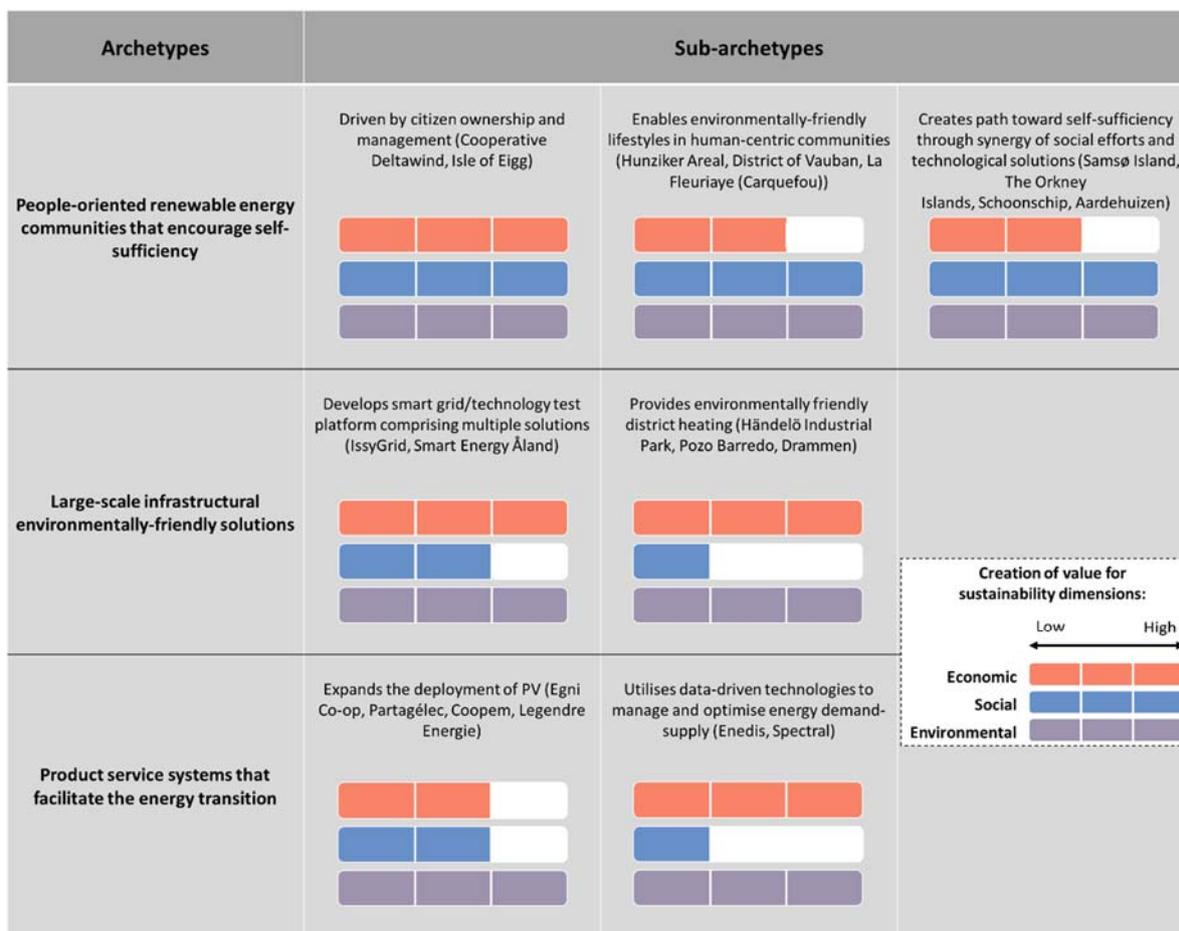 Archetypes
Sub-archetypes
People-oriented renewable energy
communities that encourage self-
sufficiency
Driven by citizen ownership and
management (Cooperative
Deltawind, Isle of Eigg)
Enables environmentally-friendly
lifestyles in human-centric communities
(Hunziker Areal, District of Vauban, La
Fleuriaye (Carquefou))
Creates path toward self-sufficiency
through synergy of social efforts and
technological solutions (Samsø Island,
The Orkney
Islands, Schoonschip, Aardehuizen)
Large-scale infrastructural
environmentally-friendly solutions
Develops smart grid/technology test
platform comprising multiple solutions
(IssyGrid, Smart Energy Åland)
Provides environmentally friendly
district heating (Händelö Industrial
Park, Pozo Barredo, Drammen)
Product service systems that
facilitate the energy transition
Expands the deployment of PV (Egni
Co-op, Partagélec, Coopem, Legendre
Energie)
Utilises data-driven technologies to
manage and optimise energy demand-
supply (Enedis, Spectral)
Creation of value for
sustainability dimensions:
Low High
Economic
Social
Environmental